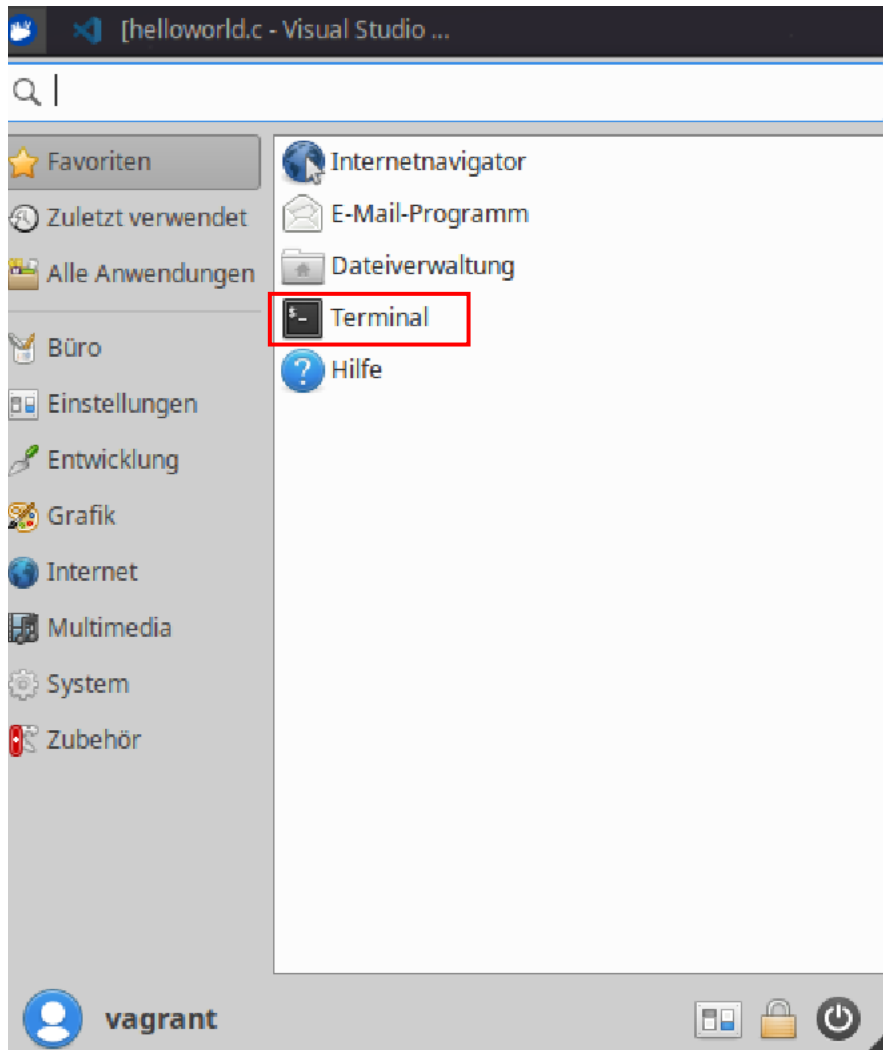 [helloworld.c - Visual Studio ...
Favoriten
Zuletzt verwendet
Alle Anwendungen
Büro
Einstellungen
Entwicklung
Grafik
Internet
Multimedia
System
Zubehör
Internetnavigator
E-Mail-Programm
Dateiverwaltung
$_ Terminal
? Hilfe
vagrant